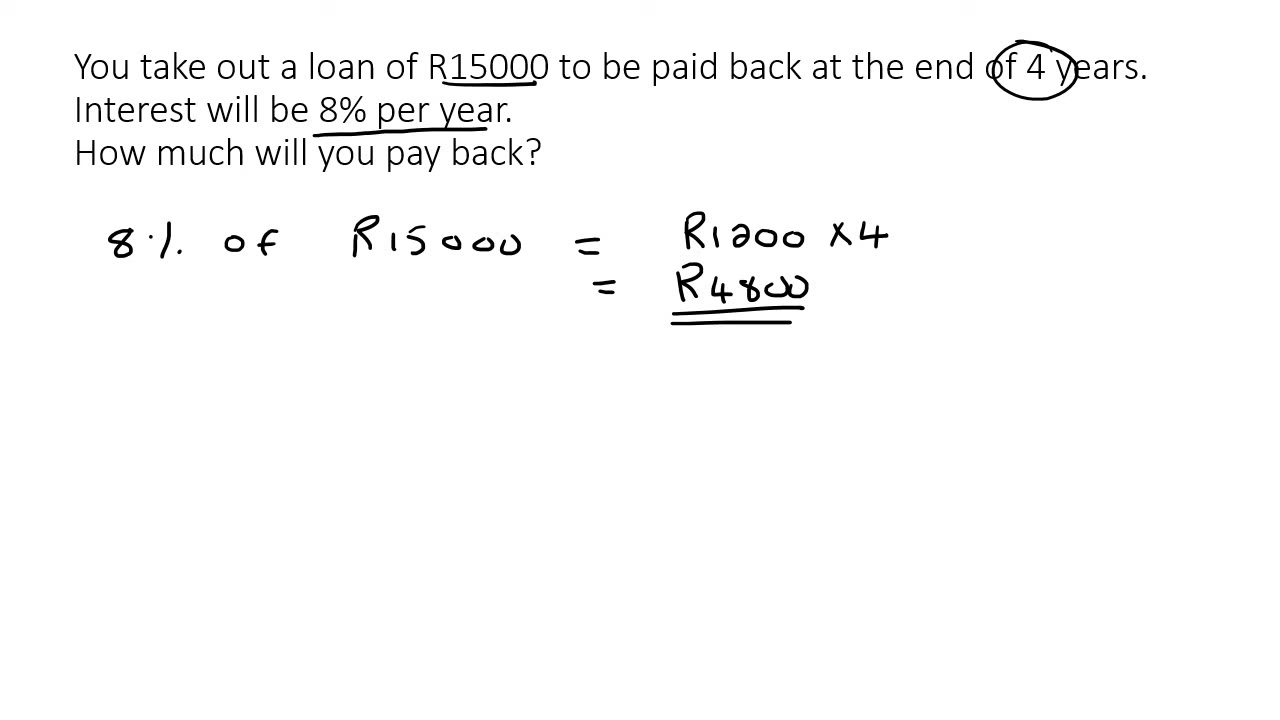 You take out a loan of R15000 to be paid back at the end of 4 years.
Interest will be 8% per year.
How much will you pay back?
8% of R15000 = R1200 x4
= R4800